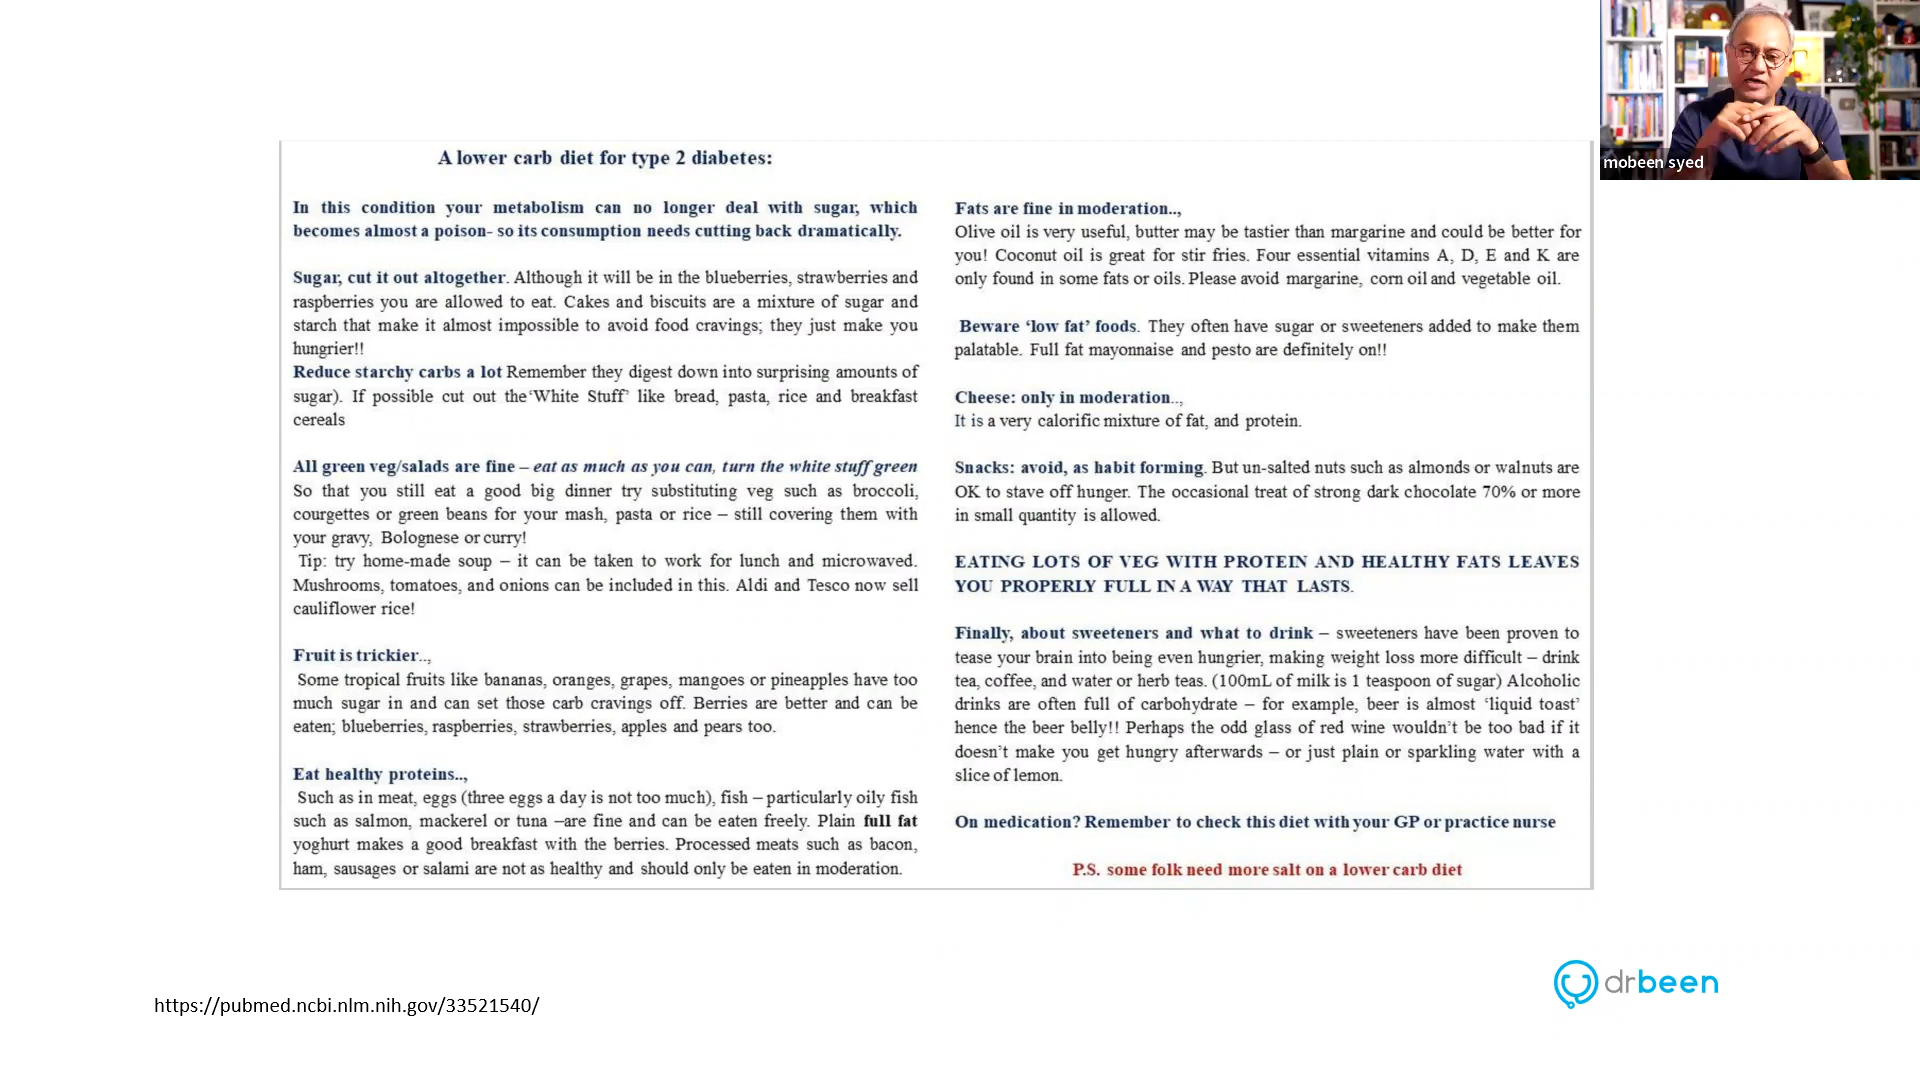 mobeen syed
A lower carb diet for type 2 diabetes:
In this condition your metabolism can no longer deal with sugar, which
becomes almost a poison- so its consumption needs cutting back dramatically.
Sugar, cut it out altogether. Although it will be in the blueberries, strawberries and
raspberries you are allowed to eat. Cakes and biscuits are a mixture of sugar and
starch that make it almost impossible to avoid food cravings; they just make you
hungrier!!
Reduce starchy carbs a lot Remember they digest down into surprising amounts of
sugar). If possible cut out the‘White Stuff’ like bread, pasta, rice and breakfast
cereals
All green veg/salads are fine – eat as much as you can, turn the white stuff green
So that you still eat a good big dinner try substituting veg such as broccoli,
courgettes or green beans for your mash, pasta or rice – still covering them with
your gravy, Bolognese or curry!
Tip: try home-made soup – it can be taken to work for lunch and microwaved.
Mushrooms, tomatoes, and onions can be included in this. Aldi and Tesco now sell
cauliflower rice!
Fruit is trickier..,
Some tropical fruits like bananas, oranges, grapes, mangoes or pineapples have too
much sugar in and can set those carb cravings off. Berries are better and can be
eaten; blueberries, raspberries, strawberries, apples and pears too.
Eat healthy proteins..,
Such as in meat, eggs (three eggs a day is not too much), fish – particularly oily fish
such as salmon, mackerel or tuna –are fine and can be eaten freely. Plain full fat
yoghurt makes a good breakfast with the berries. Processed meats such as bacon,
ham, sausages or salami are not as healthy and should only be eaten in moderation.
Fats are fine in moderation..,
Olive oil is very useful, butter may be tastier than margarine and could be better for
you! Coconut oil is great for stir fries. Four essential vitamins A, D, E and K are
only found in some fats or oils. Please avoid margarine, corn oil and vegetable oil.
Beware ‘low fat’ foods. They often have sugar or sweeteners added to make them
palatable. Full fat mayonnaise and pesto are definitely on!!
Cheese: only in moderation..,
It is a very calorific mixture of fat, and protein.
Snacks: avoid, as habit forming. But un-salted nuts such as almonds or walnuts are
OK to stave off hunger. The occasional treat of strong dark chocolate 70% or more
in small quantity is allowed.
EATING LOTS OF VEG WITH PROTEIN AND HEALTHY FATS LEAVES
YOU PROPERLY FULL IN A WAY THAT LASTS.
Finally, about sweeteners and what to drink – sweeteners have been proven to
tease your brain into being even hungrier, making weight loss more difficult – drink
tea, coffee, and water or herb teas. (100mL of milk is 1 teaspoon of sugar) Alcoholic
drinks are often full of carbohydrate – for example, beer is almost ‘liquid toast’
hence the beer belly!! Perhaps the odd glass of red wine wouldn’t be too bad if it
doesn’t make you get hungry afterwards – or just plain or sparkling water with a
slice of lemon.
On medication? Remember to check this diet with your GP or practice nurse
P.S. some folk need more salt on a lower carb diet
drbeen
https://pubmed.ncbi.nlm.nih.gov/33521540/